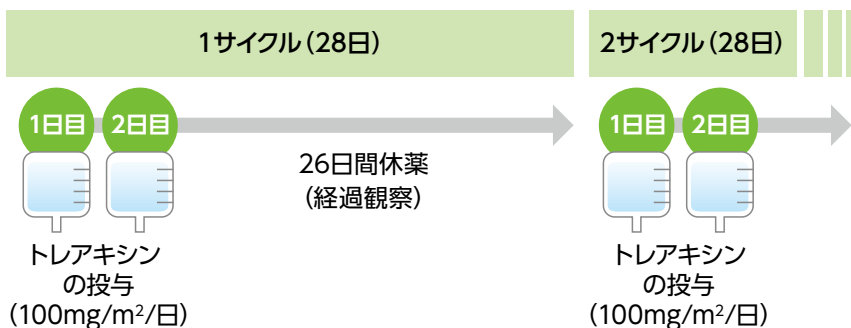 1サイクル（28日）
2サイクル（28日）
1日目
2日目
1日目
2日目
26日間休薬
（経過観察）
トレアキシン
の投与
（100mg/m²/日）
トレアキシン
の投与
（100mg/m²/日）